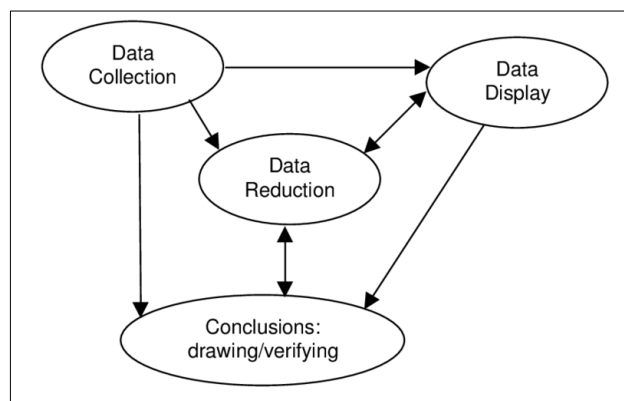 Data
Collection
Data
Display
Data
Reduction
Conclusions:
drawing/verifying